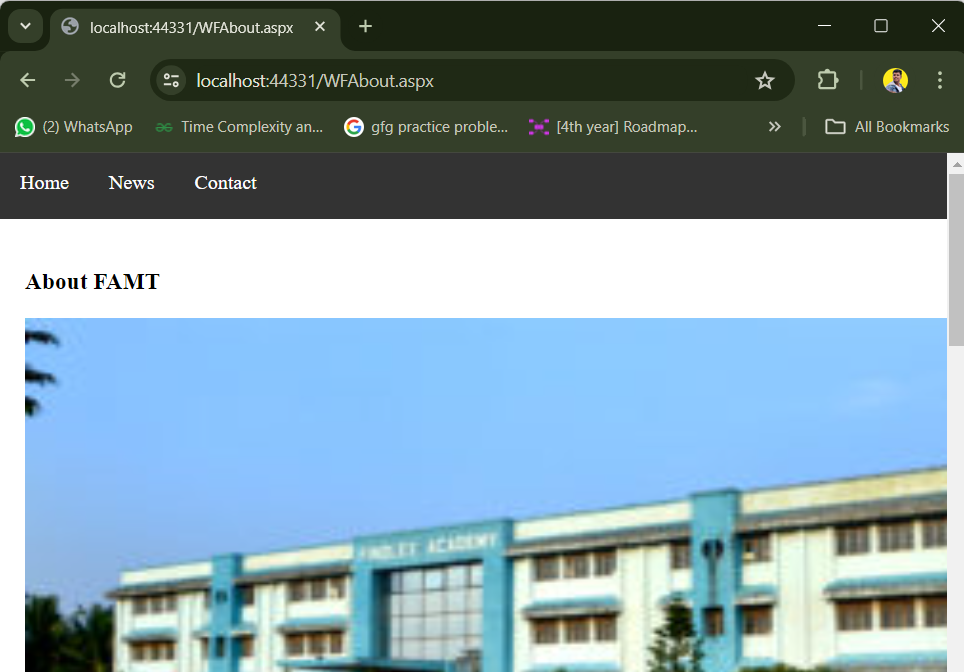 localhost:44331/WFAbout.aspx
localhost:44331/WFAbout.aspx
(2) WhatsApp Time Complexity an... gfg practice proble... [4th year] Roadmap... All Bookmarks
Home News Contact
About FAMT
FINOLEX ACADEMY